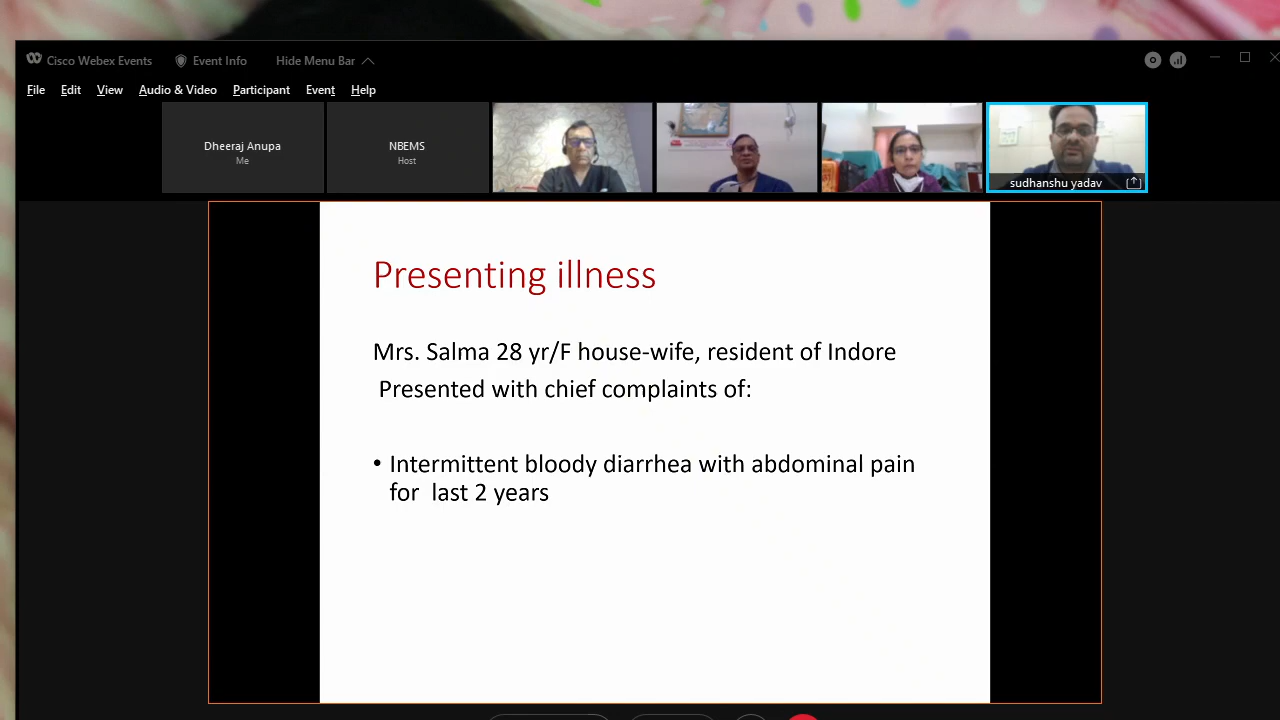 Cisco Webex Events
Event Info
Hide Menu Bar
File Edit View Audio & Video Participant Event Help
Dheeraj Anupa
Me
NBEMS
Host
sudhanshu yadav
Presenting illness
Mrs. Salma 28 yr/F house-wife, resident of Indore
Presented with chief complaints of:
• Intermittent bloody diarrhea with abdominal pain
for last 2 years